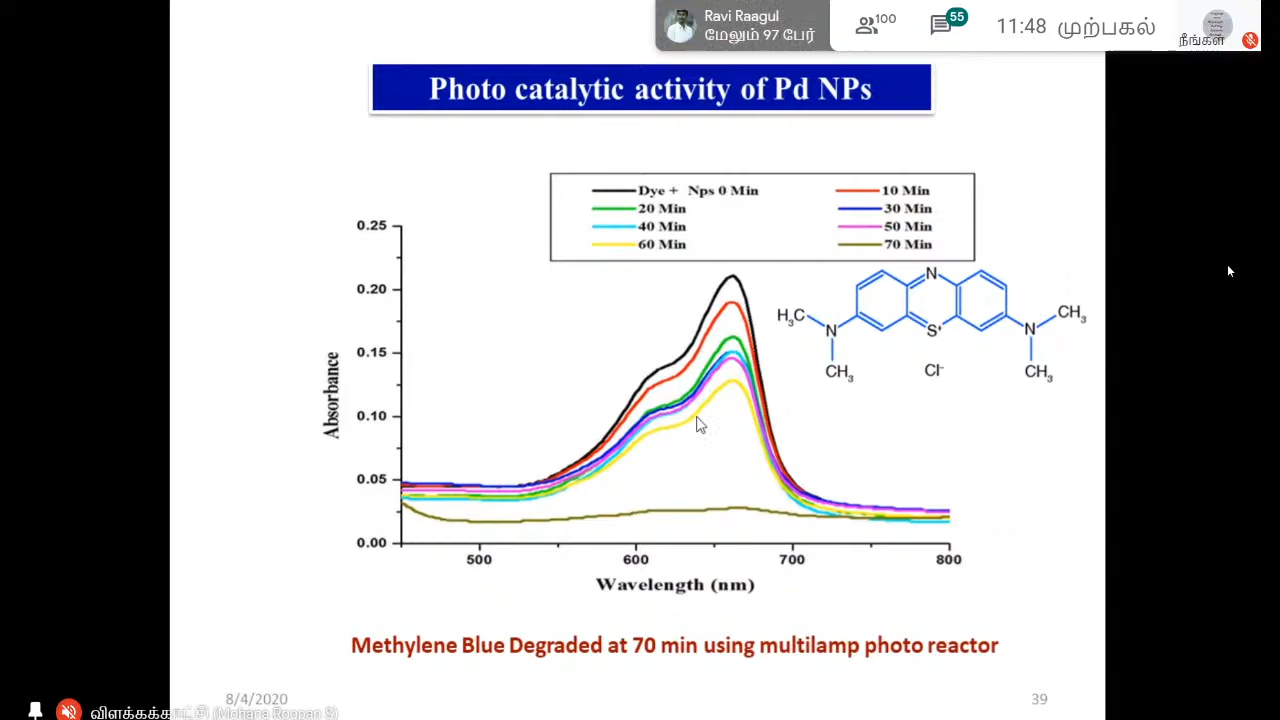 Ravi Raagul
மேலும் 97 பேர்
100
55
11:48 முற்பகல்
நீங்கள்
Photo catalytic activity of Pd NPs
Dye + Nps 0 Min
10 Min
20 Min
30 Min
40 Min
50 Min
60 Min
70 Min
0.25
0.20
0.15
0.10
0.05
0.00
Absorbance
500
600
700
800
Wavelength (nm)
N
H₃C
N
CH₃
S⁺
Cl⁻
N
CH₃
CH₃
Methylene Blue Degraded at 70 min using multilamp photo reactor
8/4/2020
39
விளக்கக்காட்சி (Mohana Roopan S)